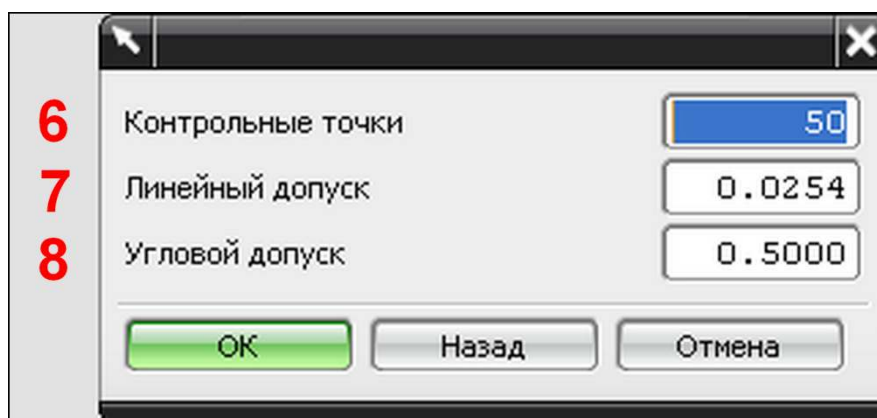 6 Контрольные точки 50
7 Линейный допуск 0.0254
8 Угловой допуск 0.5000
OK Назад Отмена